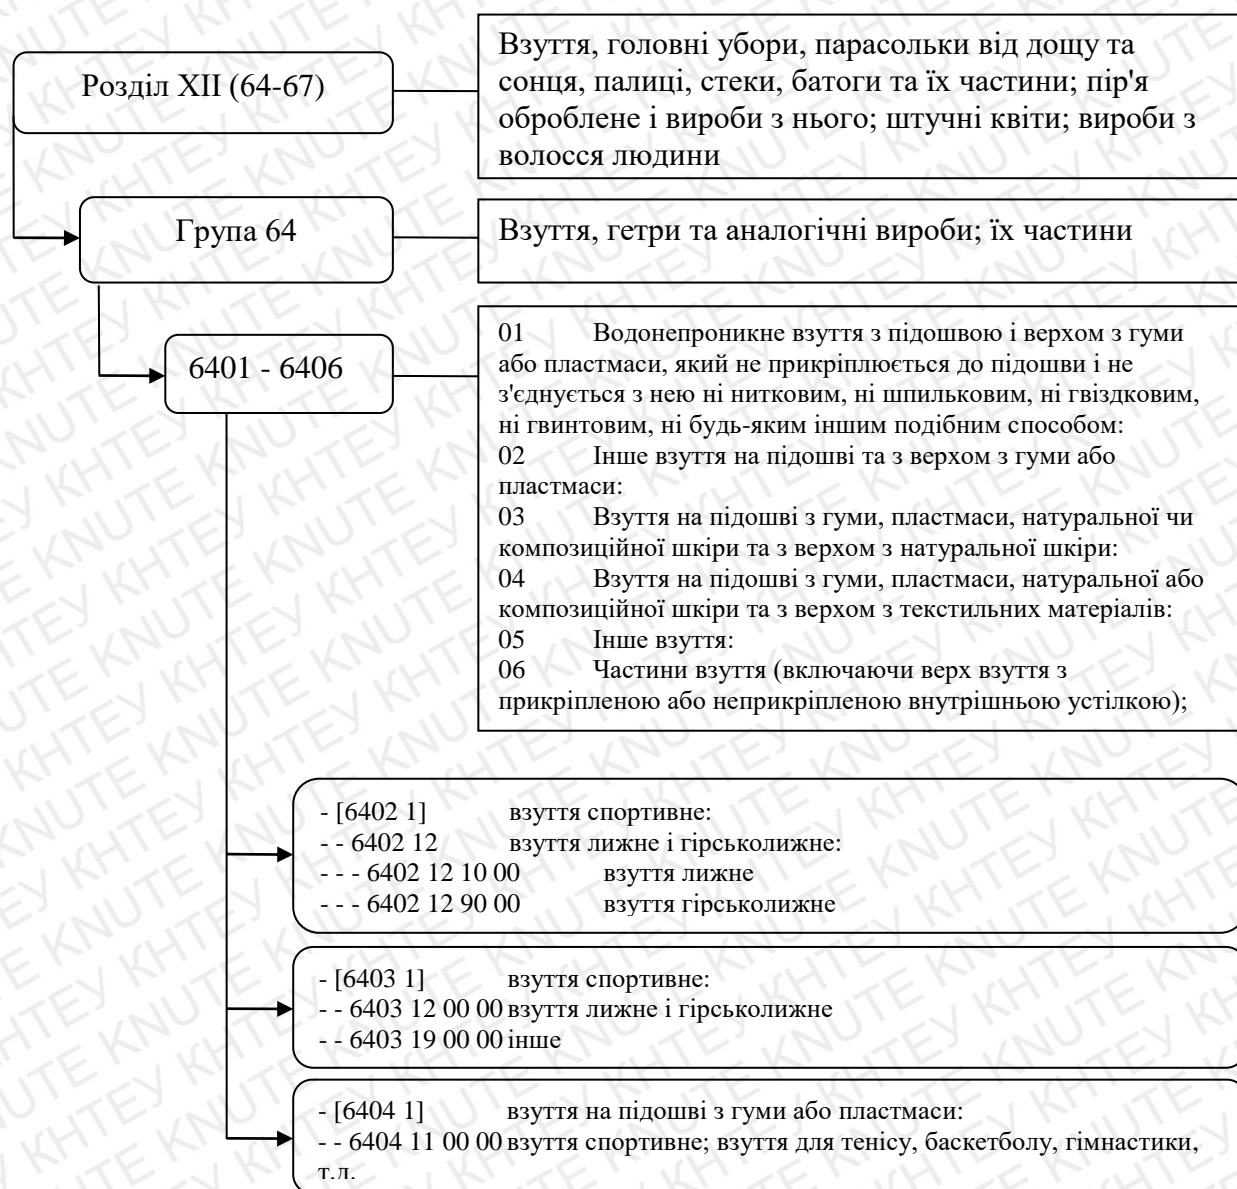 Розділ XII (64-67)
Взуття, головні убори, парасольки від дощу та
сонця, палиці, стеки, батоги та їх частини; пір'я
оброблене і вироби з нього; штучні квіти; вироби з
волосся людини
Група 64
Взуття, гетри та аналогічні вироби; їх частини
6401 - 6406
01 Водонепроникне взуття з підошвою і верхом з гуми
або пластмаси, який не прикріплюється до підошви і не
з'єднується з нею ні нитковим, ні шпильковим, ні гвіздковим,
ні гвинтовим, ні будь-яким іншим подібним способом:
02 Інше взуття на підошві та з верхом з гуми або
пластмаси:
03 Взуття на підошві з гуми, пластмаси, натуральної чи
композиційної шкіри та з верхом з натуральної шкіри:
04 Взуття на підошві з гуми, пластмаси, натуральної або
композиційної шкіри та з верхом з текстильних матеріалів:
05 Інше взуття:
06 Частини взуття (включаючи верх взуття з
прикріпленою або неприкріпленою внутрішньою устілкою);
- [6402 1] взуття спортивне:
- - 6402 12 взуття лижне і гірськолижне:
- - - 6402 12 10 00 взуття лижне
- - - 6402 12 90 00 взуття гірськолижне
- [6403 1] взуття спортивне:
- - 6403 12 00 00 взуття лижне і гірськолижне
- - 6403 19 00 00 інше
- [6404 1] взуття на підошві з гуми або пластмаси:
- - 6404 11 00 00 взуття спортивне; взуття для тенісу, баскетболу, гімнастики,
т.д.